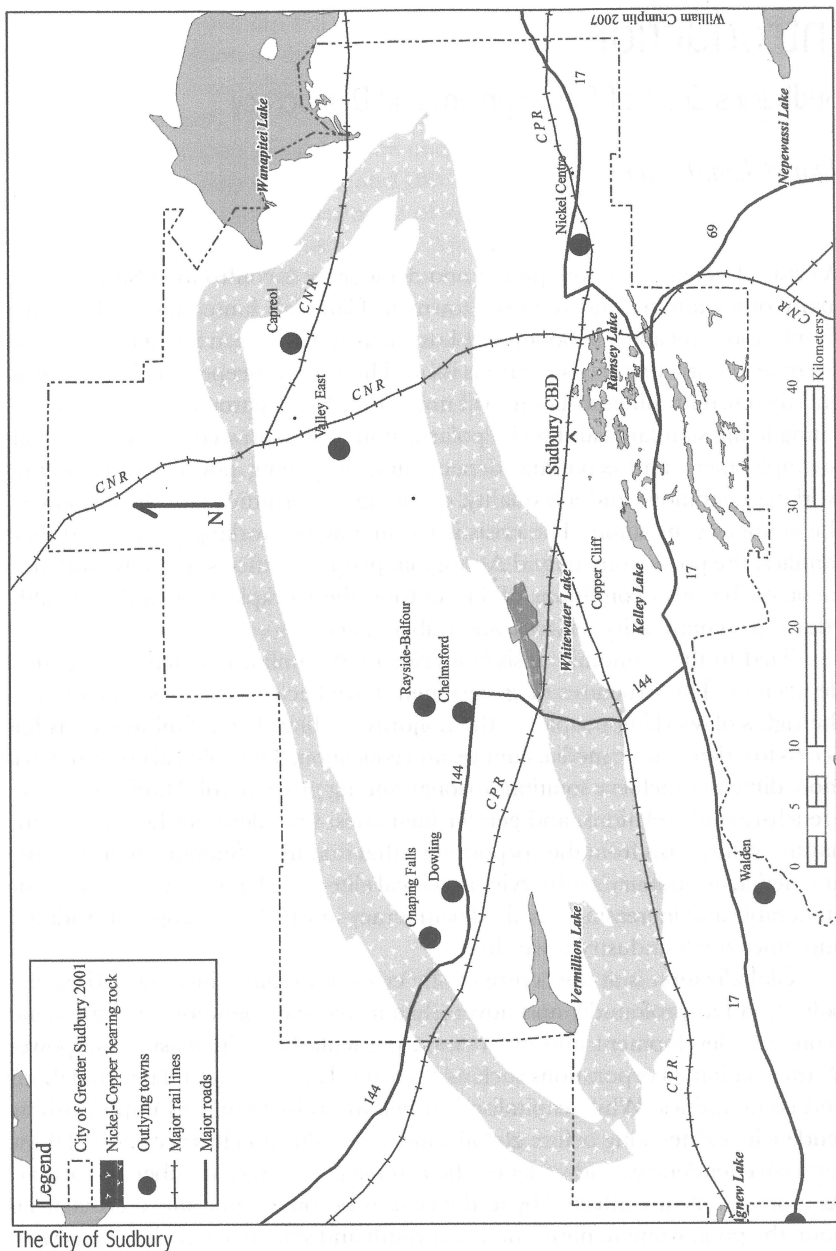 Legend
City of Greater Sudbury 2001
Nickel-Copper bearing rock
Outlying towns
Major rail lines
Major roads
N
CNR
Wanapitei Lake
Capreol
CNR
Valley East
CNR
Rayside-Balfour
Chelmsford
Onaping Falls
Dowling
144
144
CPR
Vermillion Lake
Whitewater Lake
144
Copper Cliff
Kelley Lake
Sudbury CBD
Ramsey Lake
Nickel Centre
CPR
17
William Crumplin 2007
69
CNR
Nepewassi Lake
17
Walden
17
CPR
Agnew Lake
0 5 10 20 30 40
Kilometers
The City of Sudbury